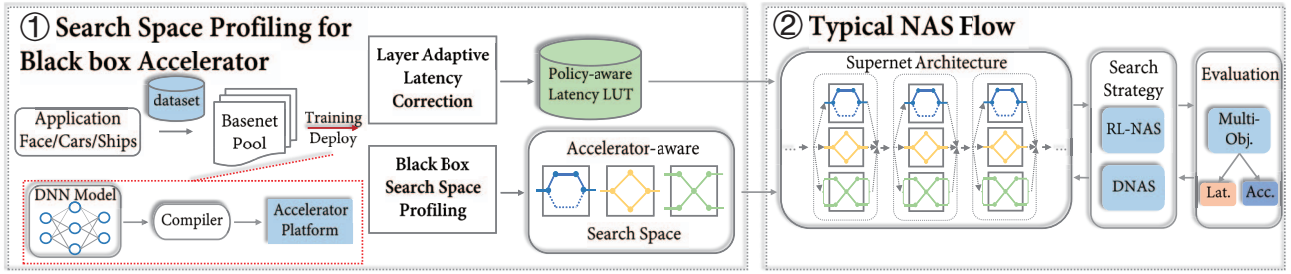 ① Search Space Profiling for
Black box Accelerator
Application
Face/Cars/Ships
dataset
Basenet
Pool
Training
Deploy
DNN Model
Compiler
Accelerator
Platform
Layer Adaptive
Latency
Correction
Black Box
Search Space
Profiling
Policy-aware
Latency LUT
Accelerator-aware
Search Space
② Typical NAS Flow
Supernet Architecture
...
...
Search
Strategy
RL-NAS
DNAS
Evaluation
Multi-
Obj.
Lat.
Acc.